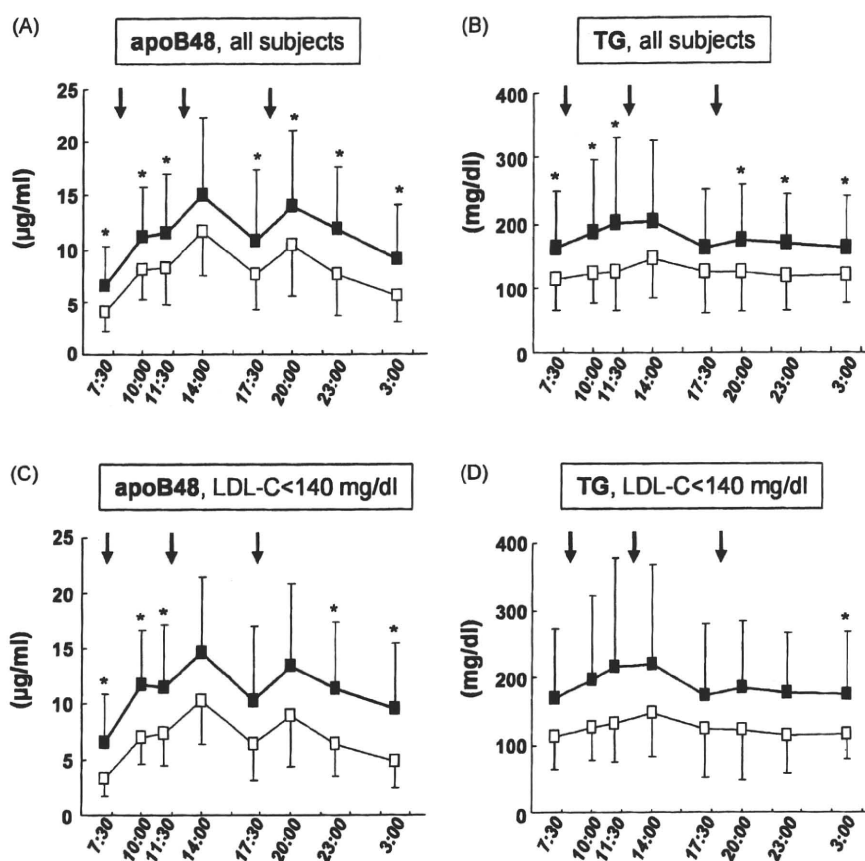 (A)
apoB48, all subjects
(µg/ml)
25
20
15
10
5
0
* * * * * * *
7:30 10:00 11:30 14:00 17:30 20:00 23:00 3:00
(B)
TG, all subjects
(mg/dl)
400
300
200
100
0
* * * * * *
7:30 10:00 11:30 14:00 17:30 20:00 23:00 3:00
(C)
apoB48, LDL-C<140 mg/dl
(µg/ml)
25
20
15
10
5
0
* * * * *
7:30 10:00 11:30 14:00 17:30 20:00 23:00 3:00
(D)
TG, LDL-C<140 mg/dl
(mg/dl)
400
300
200
100
0
*
7:30 10:00 11:30 14:00 17:30 20:00 23:00 3:00